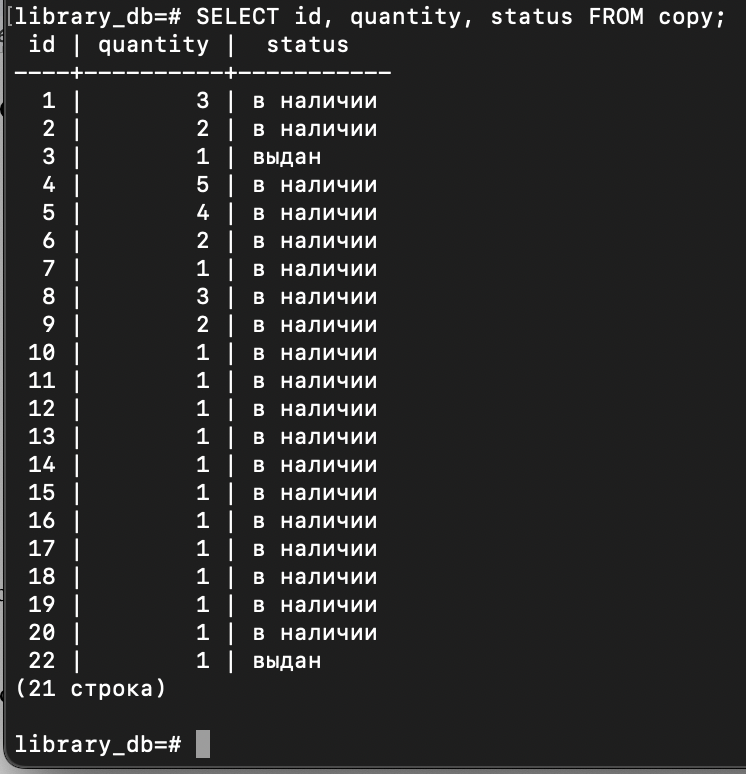 [library_db=# SELECT id, quantity, status FROM copy;
 id | quantity |  status
----+----------+-----------
  1 |        3 | в наличии
  2 |        2 | в наличии
  3 |        1 | выдан
  4 |        5 | в наличии
  5 |        4 | в наличии
  6 |        2 | в наличии
  7 |        1 | в наличии
  8 |        3 | в наличии
  9 |        2 | в наличии
 10 |        1 | в наличии
 11 |        1 | в наличии
 12 |        1 | в наличии
 13 |        1 | в наличии
 14 |        1 | в наличии
 15 |        1 | в наличии
 16 |        1 | в наличии
 17 |        1 | в наличии
 18 |        1 | в наличии
 19 |        1 | в наличии
 20 |        1 | в наличии
 22 |        1 | выдан
(21 строка)
library_db=#